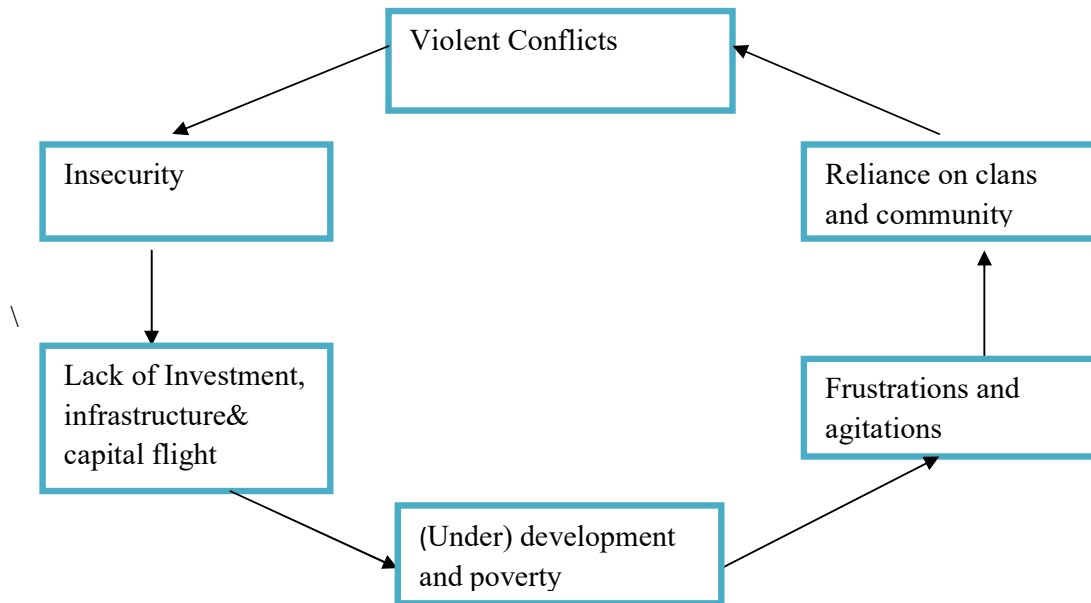 Violent Conflicts
Insecurity
Reliance on clans
and community
\
Lack of Investment,
infrastructure&
capital flight
Frustrations and
agitations
(Under) development
and poverty